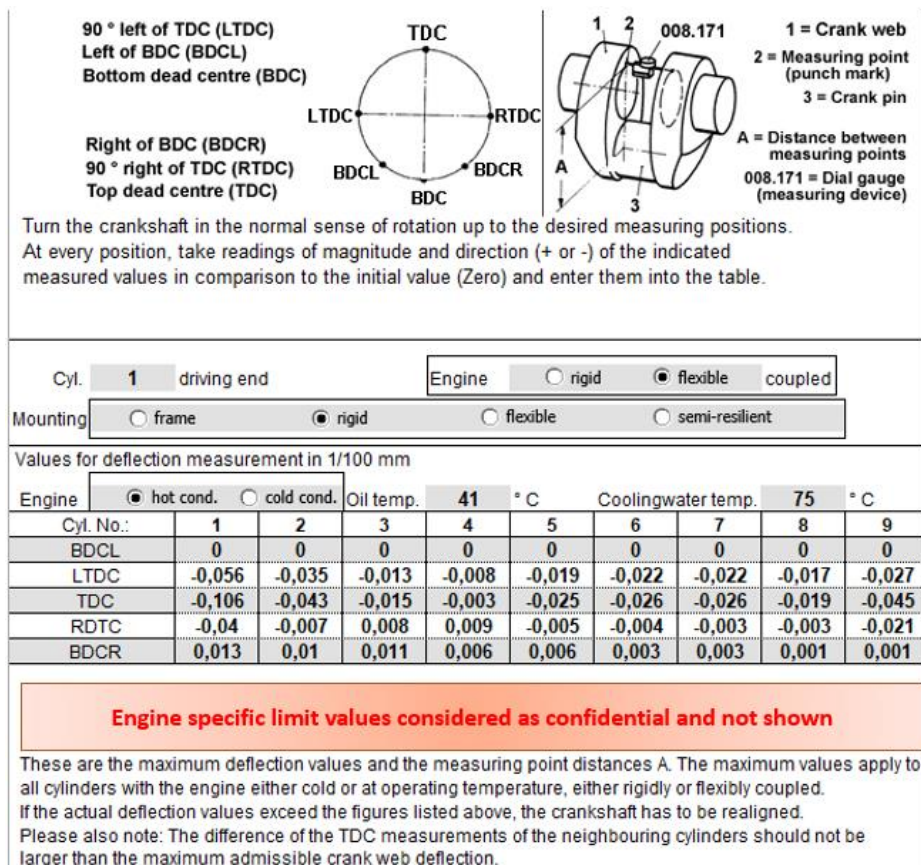 90 ° left of TDC (LTDC)
Left of BDC (BDCL)
Bottom dead centre (BDC)
Right of BDC (BDCR)
90 ° right of TDC (RTDC)
Top dead centre (TDC)
TDC
LTDC
RTDC
BDCL
BDCR
BDC
1 2 008.171
A
3
1 = Crank web
2 = Measuring point
(punch mark)
3 = Crank pin
A = Distance between
measuring points
008.171 = Dial gauge
(measuring device)
Turn the crankshaft in the normal sense of rotation up to the desired measuring positions.
At every position, take readings of magnitude and direction (+ or -) of the indicated
measured values in comparison to the initial value (Zero) and enter them into the table.
Cyl. 1 driving end Engine rigid flexible coupled
Mounting frame rigid flexible semi-resilient
Values for deflection measurement in 1/100 mm
Engine hot cond. cold cond. Oil temp. 41 ° C Coolingwater temp. 75 ° C
Cyl. No.: 1 2 3 4 5 6 7 8 9
BDCL 0 0 0 0 0 0 0 0 0
LTDC -0,056 -0,035 -0,013 -0,008 -0,019 -0,022 -0,022 -0,017 -0,027
TDC -0,106 -0,043 -0,015 -0,003 -0,025 -0,026 -0,026 -0,019 -0,045
RDTC -0,04 -0,007 0,008 0,009 -0,005 -0,004 -0,003 -0,003 -0,021
BDCR 0,013 0,01 0,011 0,006 0,006 0,003 0,003 0,001 0,001
Engine specific limit values considered as confidential and not shown
These are the maximum deflection values and the measuring point distances A. The maximum values apply to
all cylinders with the engine either cold or at operating temperature, either rigidly or flexibly coupled.
If the actual deflection values exceed the figures listed above, the crankshaft has to be realigned.
Please also note: The difference of the TDC measurements of the neighbouring cylinders should not be
larger than the maximum admissible crank web deflection.